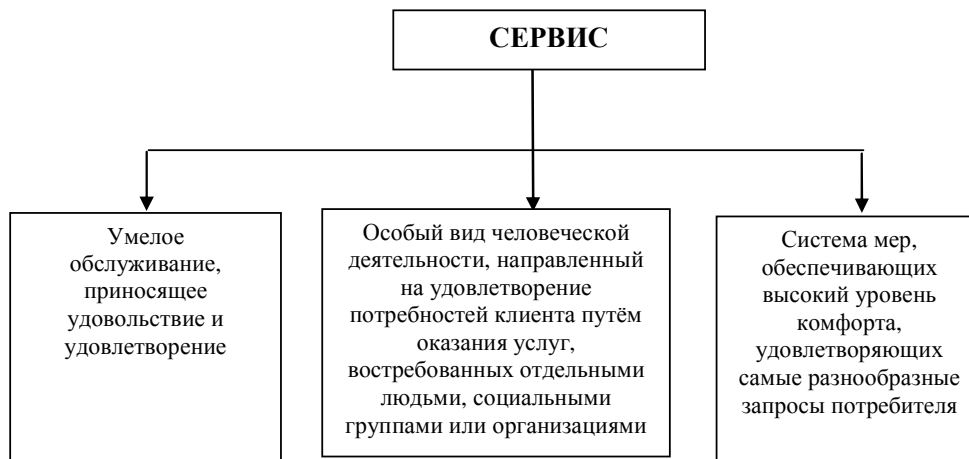 СЕРВИС
Умелое
обслуживание,
приносящее
удовольствие и
удовлетворение
Особый вид человеческой
деятельности, направленный
на удовлетворение
потребностей клиента путём
оказания услуг,
востребованных отдельными
людьми, социальными
группами или организациями
Система мер,
обеспечивающих
высокий уровень
комфорта,
удовлетворяющих
самые разнообразные
запросы потребителя